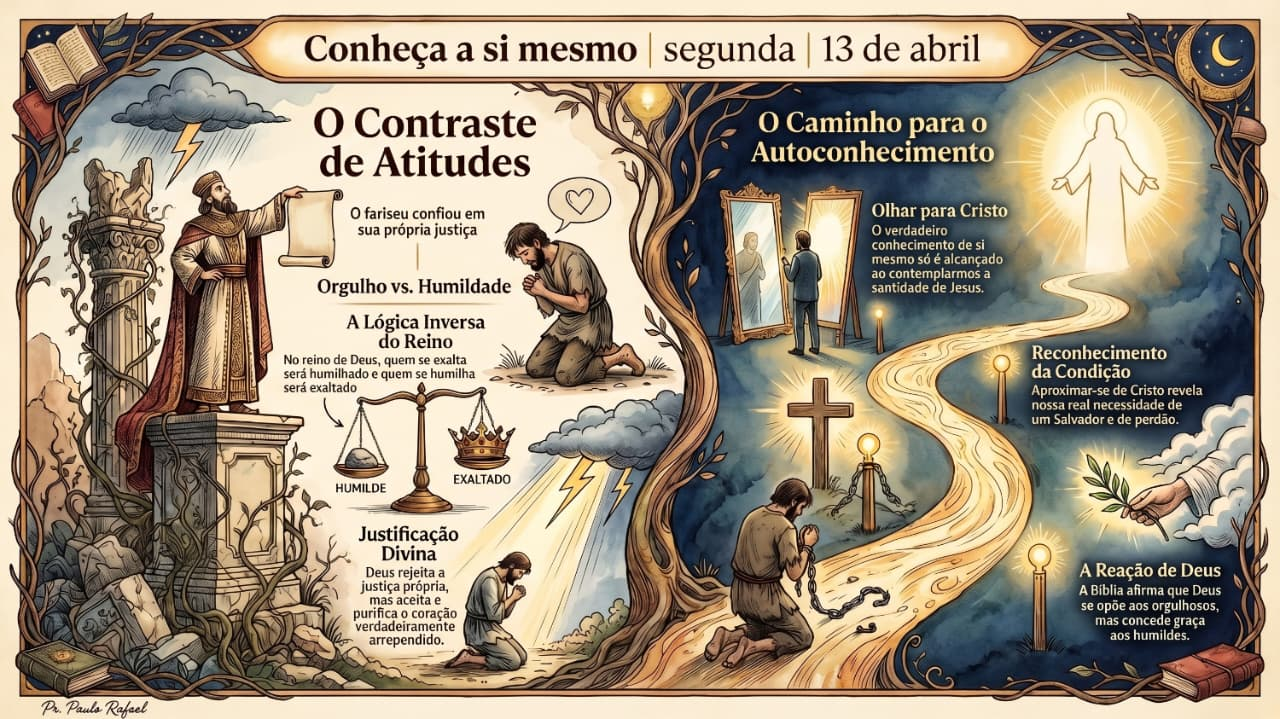 Conheça a si mesmo | segunda | 13 de abril
O Contraste
de Atitudes
O fariseu confiou em
sua própria justiça
Orgulho vs. Humildade
A Lógica Inversa
do Reino
No reino de Deus, quem se exalta
será humilhado e quem se humilha
será exaltado
HUMILDE
EXALTADO
Justificação
Divina
Deus rejeita a
justiça própria,
mas aceita e
purifica o coração
verdadeiramente
arrependido.
O Caminho para o
Autoconhecimento
Olhar para Cristo
O verdadeiro
conhecimento de si
mesmo só é alcançado
ao contemplarmos a
santidade de Jesus.
Reconhecimento
da Condição
Aproximar-se de Cristo revela
nossa real necessidade de
um Salvador e de perdão.
A Reação de Deus
A Bíblia afirma que Deus
se opõe aos orgulhosos,
mas concede graça
aos humildes.
Pr. Paulo Rafael